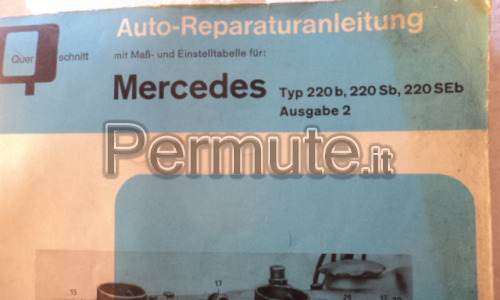 Auto-Reparaturanleitung
Quer schnitt
mit Maß- und Einstelltabelle für:
Mercedes Typ 220 b, 220 Sb, 220 SEb
Ausgabe 2
Permute.it
15
17